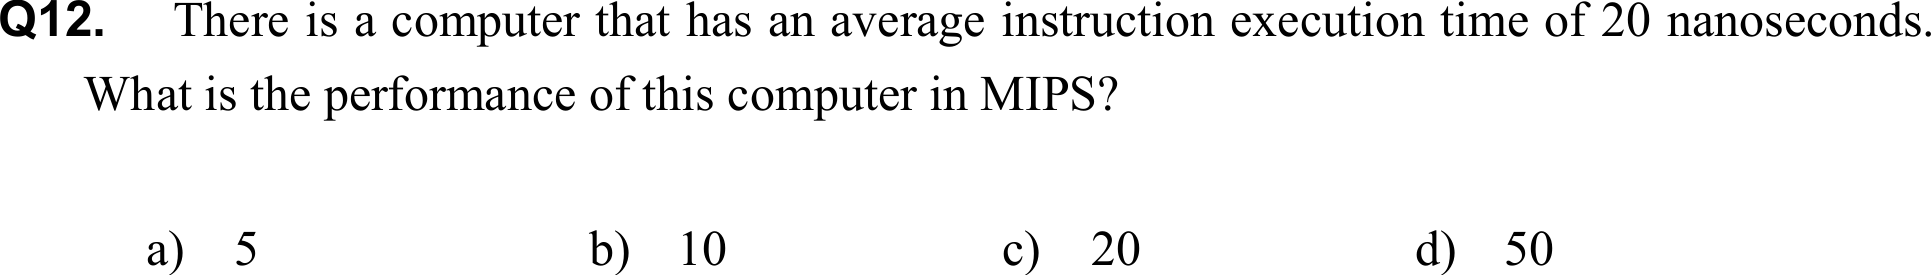 Q12. There is a computer that has an average instruction execution time of 20 nanoseconds.
What is the performance of this computer in MIPS?
a) 5 b) 10 c) 20 d) 50